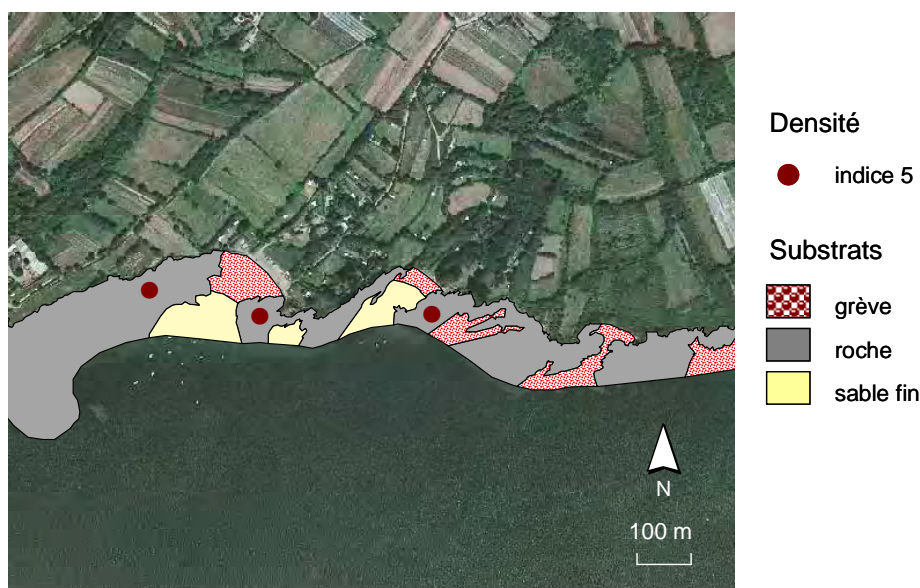 Densité
indice 5
Substrats
grève
roche
sable fin
N
100 m